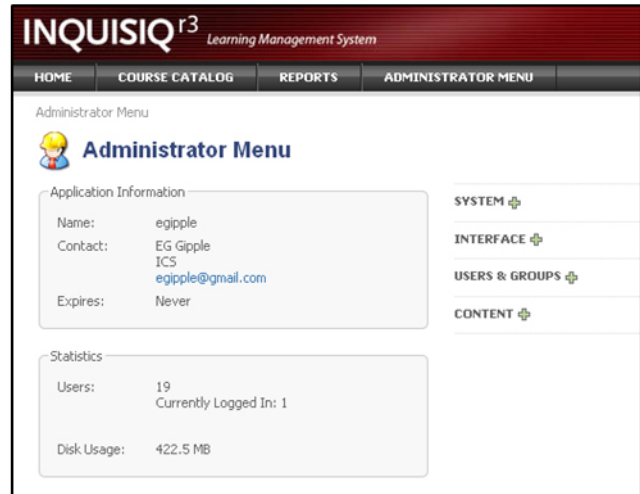 INQUISIQ r3 Learning Management System
HOME COURSE CATALOG REPORTS ADMINISTRATOR MENU
Administrator Menu
Administrator Menu
Application Information
Name: egipple
Contact: EG Gipple
ICS
egipple@gmail.com
Expires: Never
Statistics
Users: 19
Currently Logged In: 1
Disk Usage: 422.5 MB
SYSTEM
INTERFACE
USERS & GROUPS
CONTENT